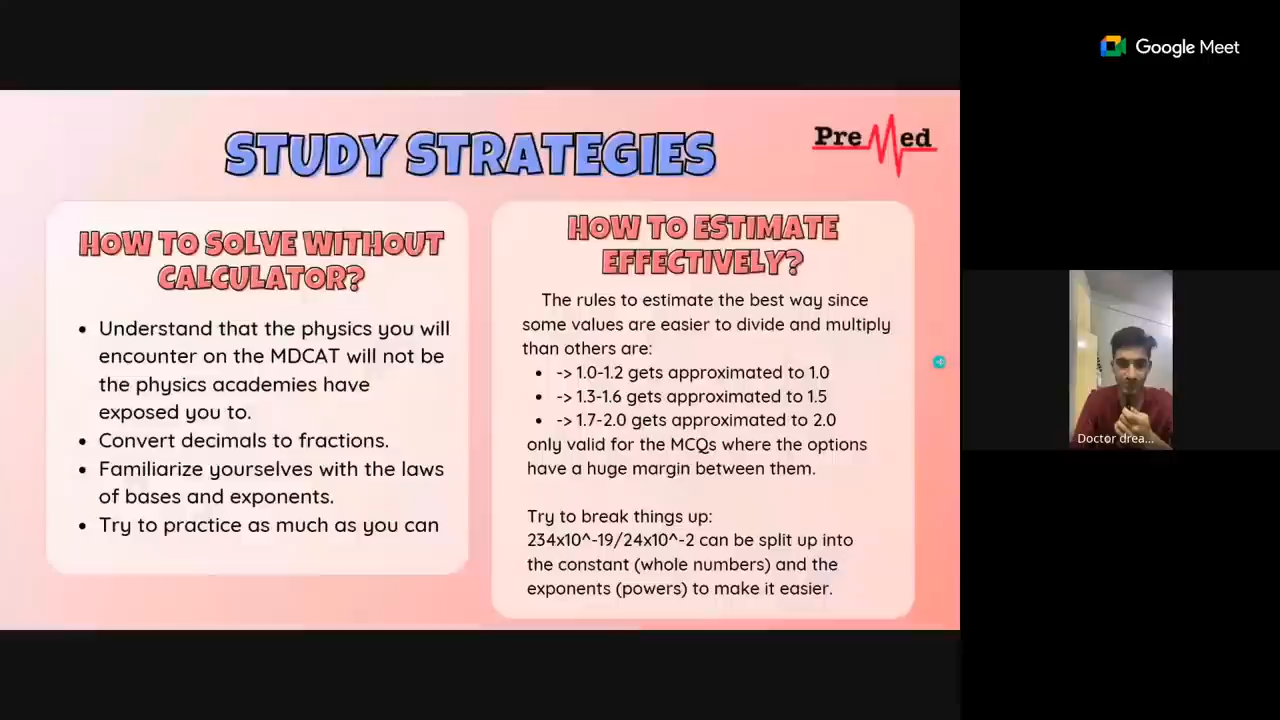 Google Meet
STUDY STRATEGIES
PreMed
HOW TO SOLVE WITHOUT
CALCULATOR?
• Understand that the physics you will
encounter on the MDCAT will not be
the physics academies have
exposed you to.
• Convert decimals to fractions.
• Familiarize yourselves with the laws
of bases and exponents.
• Try to practice as much as you can
HOW TO ESTIMATE
EFFECTIVELY?
The rules to estimate the best way since
some values are easier to divide and multiply
than others are:
• -> 1.0-1.2 gets approximated to 1.0
• -> 1.3-1.6 gets approximated to 1.5
• -> 1.7-2.0 gets approximated to 2.0
only valid for the MCQs where the options
have a huge margin between them.
Try to break things up:
234x10^-19/24x10^-2 can be split up into
the constant (whole numbers) and the
exponents (powers) to make it easier.
Doctor drea...